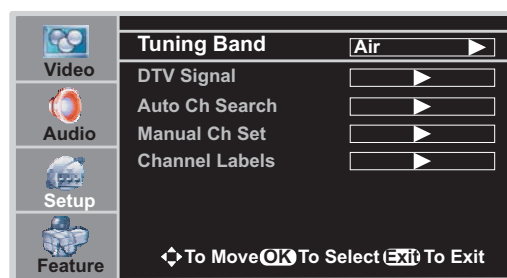 Video
Audio
Setup
Feature
Tuning Band Air
DTV Signal
Auto Ch Search
Manual Ch Set
Channel Labels
To Move OK To Select Exit To Exit